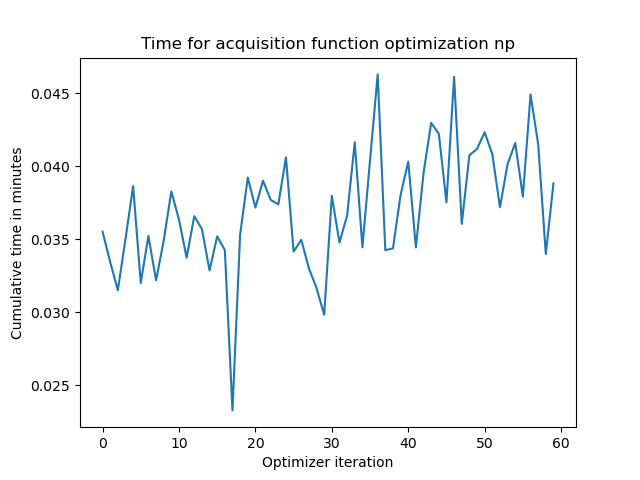 Time for acquisition function optimization np
Cumulative time in minutes
0.045
0.040
0.035
0.030
0.025
0 10 20 30 40 50 60
Optimizer iteration